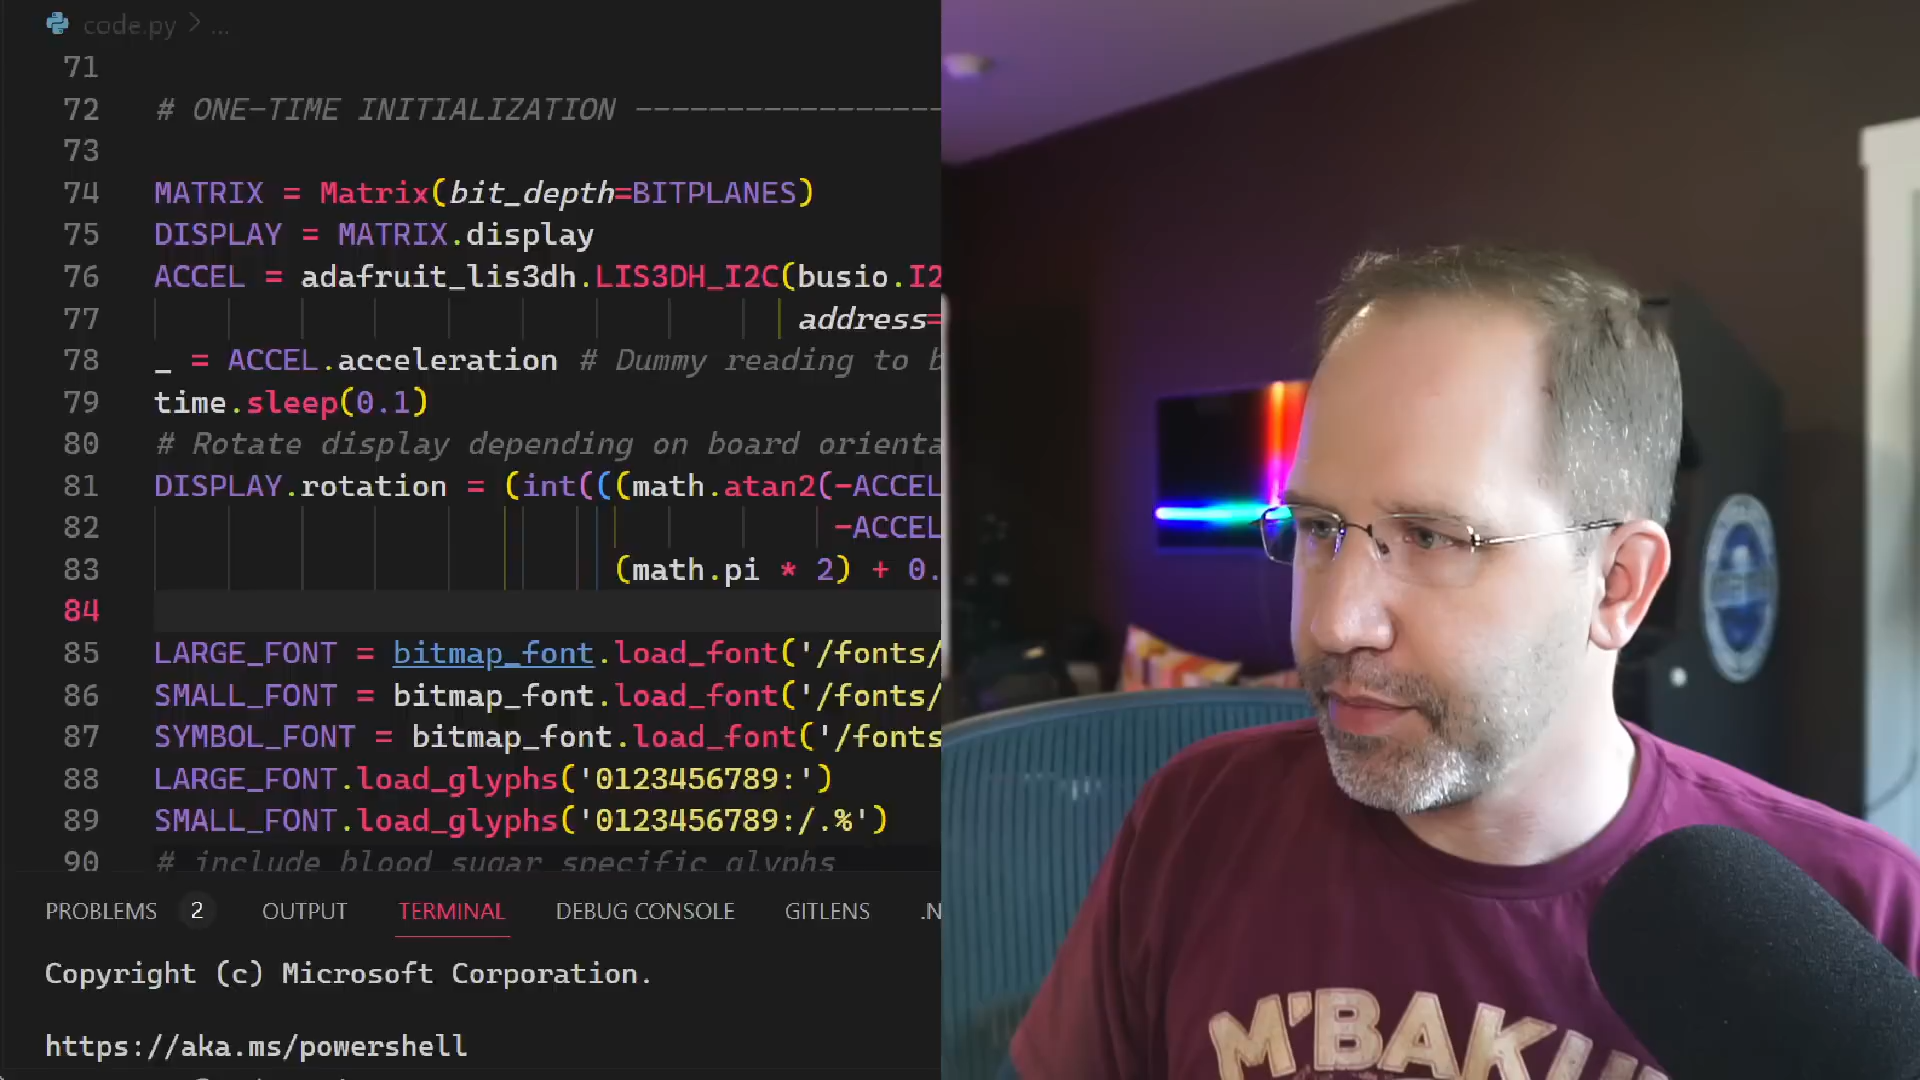 code.py > ...
71
72 # ONE-TIME INITIALIZATION -----------------
73
74 MATRIX = Matrix(bit_depth=BITPLANES)
75 DISPLAY = MATRIX.display
76 ACCEL = adafruit_lis3dh.LIS3DH_I2C(busio.I2
77 address=
78 _ = ACCEL.acceleration # Dummy reading to b
79 time.sleep(0.1)
80 # Rotate display depending on board orienta
81 DISPLAY.rotation = (int(((math.atan2(-ACCEL
82 -ACCEL
83 (math.pi * 2) + 0.
84
85 LARGE_FONT = bitmap_font.load_font('/fonts/
86 SMALL_FONT = bitmap_font.load_font('/fonts/
87 SYMBOL_FONT = bitmap_font.load_font('/fonts
88 LARGE_FONT.load_glyphs('0123456789:')
89 SMALL_FONT.load_glyphs('0123456789:/.%')
90 # include blood sugar specific glyphs
PROBLEMS 2 OUTPUT TERMINAL DEBUG CONSOLE GITLENS .N
Copyright (c) Microsoft Corporation.
https://aka.ms/powershell
M'BAKU